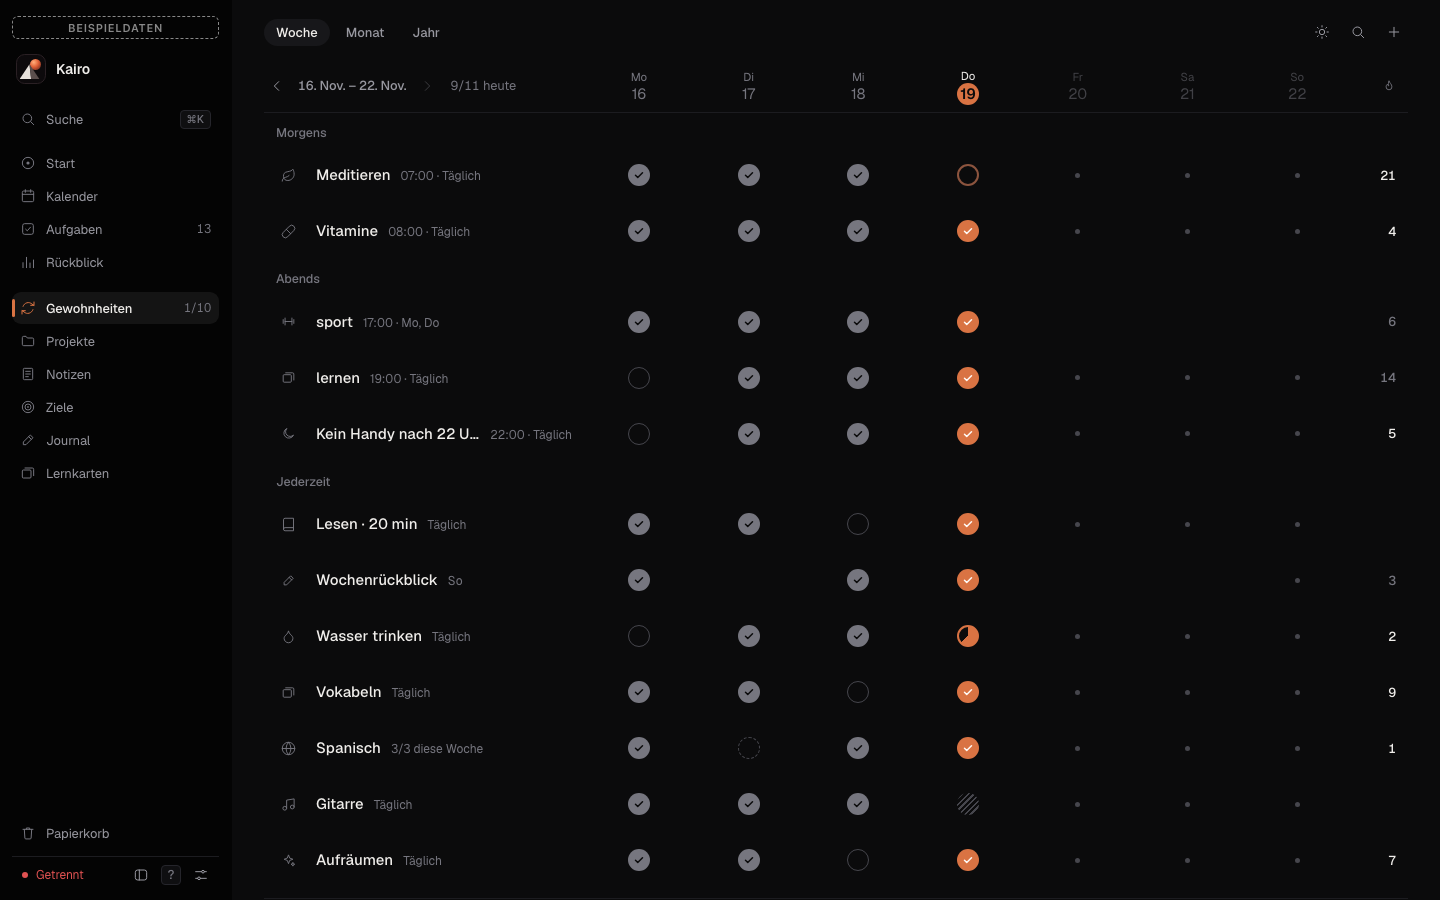 BEISPIELDATEN
Kairo
Suche ⌘K
Start
Kalender
Aufgaben 13
Rückblick
Gewohnheiten 1/10
Projekte
Notizen
Ziele
Journal
Lernkarten
Papierkorb
Getrennt ?
Woche Monat Jahr
16. Nov. – 22. Nov. 9/11 heute
Mo Di Mi Do Fr Sa So
16 17 18 19 20 21 22
Morgens
Meditieren 07:00 · Täglich 21
Vitamine 08:00 · Täglich 4
Abends
sport 17:00 · Mo, Do 6
lernen 19:00 · Täglich 14
Kein Handy nach 22 U… 22:00 · Täglich 5
Jederzeit
Lesen · 20 min Täglich
Wochenrückblick So 3
Wasser trinken Täglich 2
Vokabeln Täglich 9
Spanisch 3/3 diese Woche 1
Gitarre Täglich
Aufräumen Täglich 7